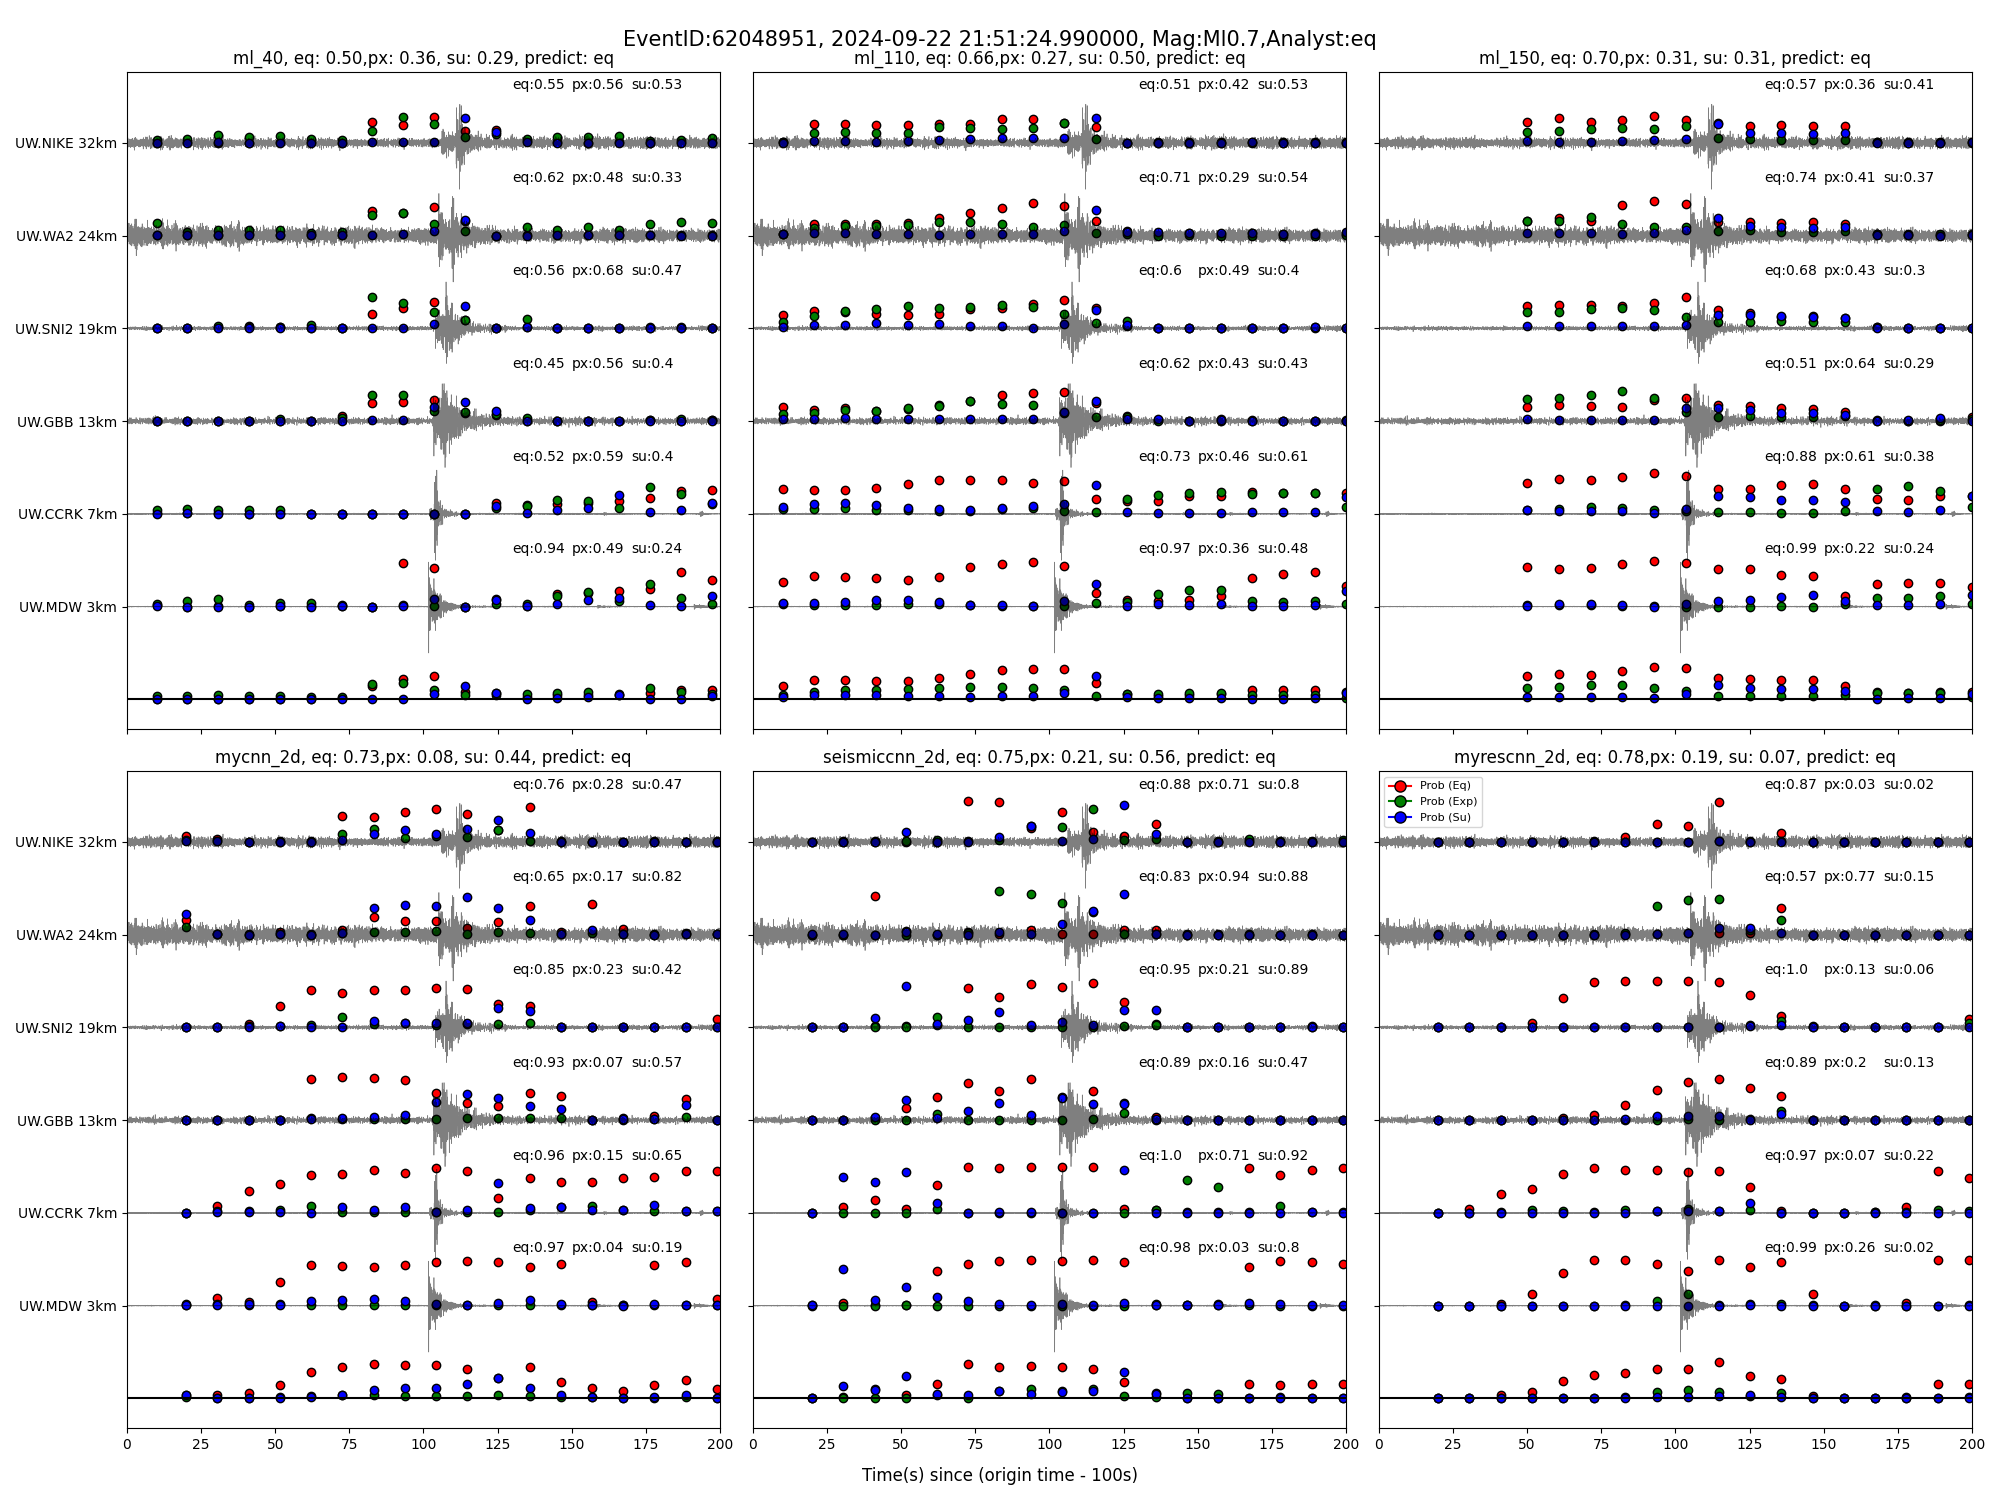 EventID:62048951, 2024-09-22 21:51:24.990000, Mag:Ml0.7,Analyst:eq
ml_40, eq: 0.50,px: 0.36, su: 0.29, predict: eq
eq:0.55 px:0.56 su:0.53
UW.NIKE 32km
eq:0.62 px:0.48 su:0.33
UW.WA2 24km
eq:0.56 px:0.68 su:0.47
UW.SNI2 19km
eq:0.45 px:0.56 su:0.4
UW.GBB 13km
eq:0.52 px:0.59 su:0.4
UW.CCRK 7km
eq:0.94 px:0.49 su:0.24
UW.MDW 3km
ml_110, eq: 0.66,px: 0.27, su: 0.50, predict: eq
eq:0.51 px:0.42 su:0.53
eq:0.71 px:0.29 su:0.54
eq:0.6 px:0.49 su:0.4
eq:0.62 px:0.43 su:0.43
eq:0.73 px:0.46 su:0.61
eq:0.97 px:0.36 su:0.48
ml_150, eq: 0.70,px: 0.31, su: 0.31, predict: eq
eq:0.57 px:0.36 su:0.41
eq:0.74 px:0.41 su:0.37
eq:0.68 px:0.43 su:0.3
eq:0.51 px:0.64 su:0.29
eq:0.88 px:0.61 su:0.38
eq:0.99 px:0.22 su:0.24
mycnn_2d, eq: 0.73,px: 0.08, su: 0.44, predict: eq
eq:0.76 px:0.28 su:0.47
UW.NIKE 32km
eq:0.65 px:0.17 su:0.82
UW.WA2 24km
eq:0.85 px:0.23 su:0.42
UW.SNI2 19km
eq:0.93 px:0.07 su:0.57
UW.GBB 13km
eq:0.96 px:0.15 su:0.65
UW.CCRK 7km
eq:0.97 px:0.04 su:0.19
UW.MDW 3km
0 25 50 75 100 125 150 175 200
seismiccnn_2d, eq: 0.75,px: 0.21, su: 0.56, predict: eq
eq:0.88 px:0.71 su:0.8
eq:0.83 px:0.94 su:0.88
eq:0.95 px:0.21 su:0.89
eq:0.89 px:0.16 su:0.47
eq:1.0 px:0.71 su:0.92
eq:0.98 px:0.03 su:0.8
0 25 50 75 100 125 150 175 200
myrescnn_2d, eq: 0.78,px: 0.19, su: 0.07, predict: eq
Prob (Eq)
Prob (Exp)
Prob (Su)
eq:0.87 px:0.03 su:0.02
eq:0.57 px:0.77 su:0.15
eq:1.0 px:0.13 su:0.06
eq:0.89 px:0.2 su:0.13
eq:0.97 px:0.07 su:0.22
eq:0.99 px:0.26 su:0.02
0 25 50 75 100 125 150 175 200
Time(s) since (origin time - 100s)